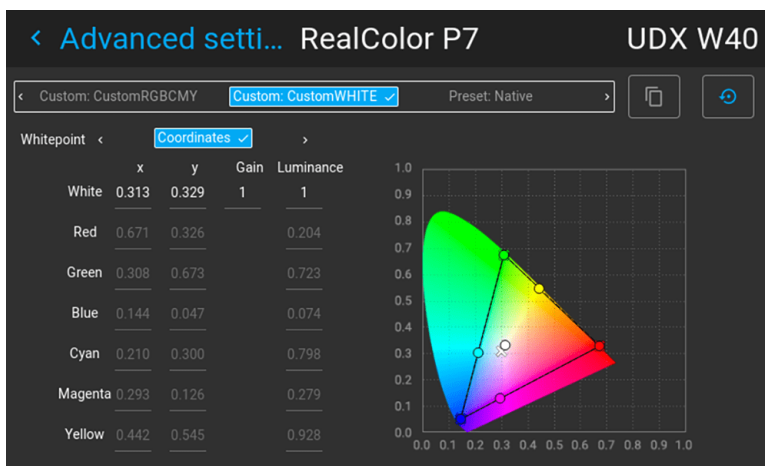 ‹ Advanced setti… RealColor P7 UDX W40
‹ Custom: CustomRGBCMY Custom: CustomWHITE ✓ Preset: Native ›
Whitepoint ‹ Coordinates ✓ ›
x y Gain Luminance
White 0.313 0.329 1 1
Red 0.671 0.326 0.204
Green 0.308 0.673 0.723
Blue 0.144 0.047 0.074
Cyan 0.210 0.300 0.798
Magenta 0.293 0.126 0.279
Yellow 0.442 0.545 0.928
1.0
0.9
0.8
0.7
0.6
0.5
0.4
0.3
0.2
0.1
0.0
0.0 0.1 0.2 0.3 0.4 0.5 0.6 0.7 0.8 0.9 1.0